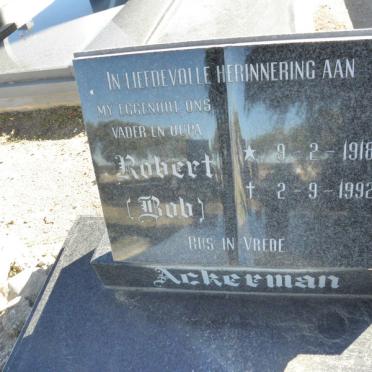 IN LIEFDEVOLLE HERINNERING AAN
MY EGGENOOT ONS
VADER EN OUPA
Robert
(Bob)
★ 9-2-1918
† 2-9-1992
RUS IN VREDE
Ackerman